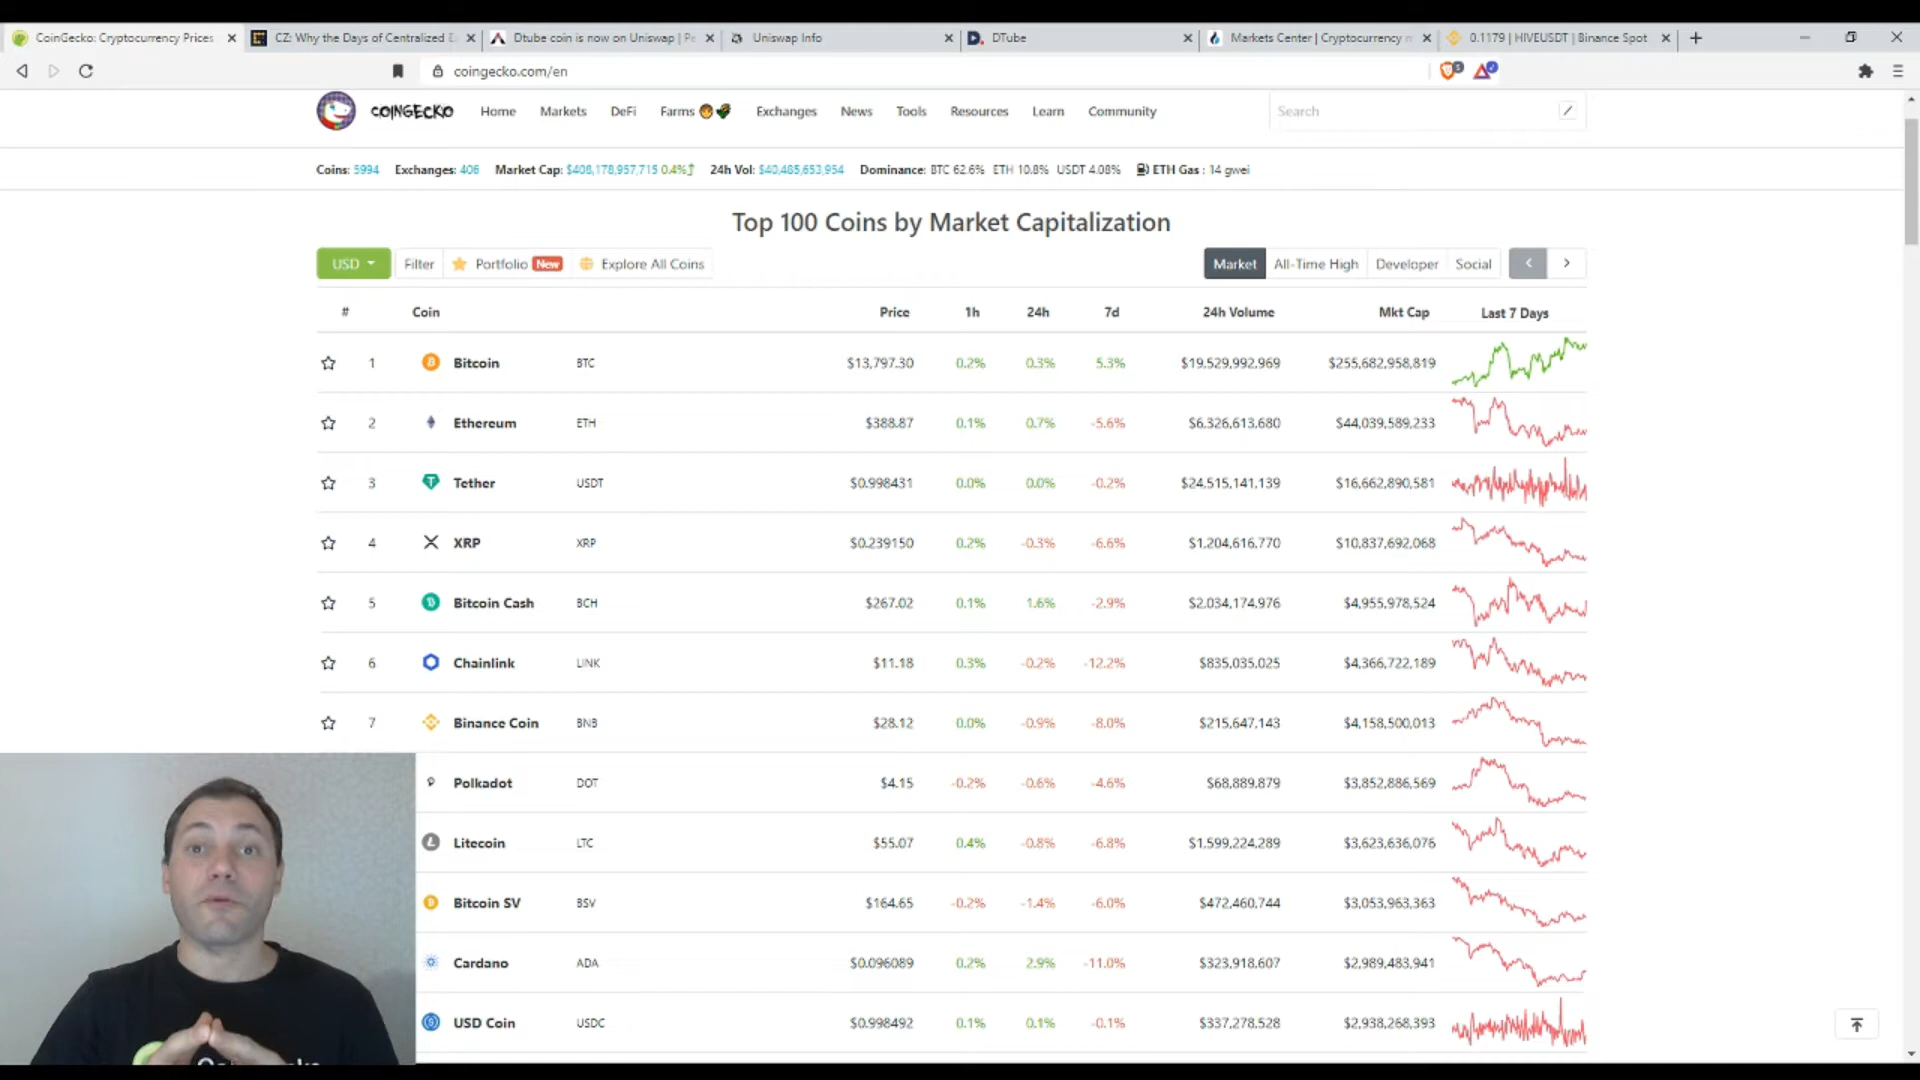 CoinGecko: Cryptocurrency Prices
CZ: Why the Days of Centralized E
Dtube coin is now on Uniswap | Pe
Uniswap Info
DTube
Markets Center | Cryptocurrency m
0.1179 | HIVEUSDT | Binance Spot
coingecko.com/en
COINGECKO Home Markets DeFi Farms Exchanges News Tools Resources Learn Community Search /
Coins: 5994 Exchanges: 406 Market Cap: $408,178,957,715 0.4% 24h Vol: $40,485,653,954 Dominance: BTC 62.6% ETH 10.8% USDT 4.08% ETH Gas : 14 gwei
Top 100 Coins by Market Capitalization
USD Filter Portfolio New Explore All Coins Market All-Time High Developer Social
# Coin Price 1h 24h 7d 24h Volume Mkt Cap Last 7 Days
1 Bitcoin BTC $13,797.30 0.2% 0.3% 5.3% $19,529,992,969 $255,682,958,819
2 Ethereum ETH $388.87 0.1% 0.7% -5.6% $6,326,613,680 $44,039,589,233
3 Tether USDT $0.998431 0.0% 0.0% -0.2% $24,515,141,139 $16,662,890,581
4 XRP XRP $0.239150 0.2% -0.3% -6.6% $1,204,616,770 $10,837,692,068
5 Bitcoin Cash BCH $267.02 0.1% 1.6% -2.9% $2,034,174,976 $4,955,978,524
6 Chainlink LINK $11.18 0.3% -0.2% -12.2% $835,035,025 $4,366,722,189
7 Binance Coin BNB $28.12 0.0% -0.9% -8.0% $215,647,143 $4,158,500,013
Polkadot DOT $4.15 -0.2% -0.6% -4.6% $68,889,879 $3,852,886,569
Litecoin LTC $55.07 0.4% -0.8% -6.8% $1,599,224,289 $3,623,636,076
Bitcoin SV BSV $164.65 -0.2% -1.4% -6.0% $472,460,744 $3,053,963,363
Cardano ADA $0.096089 0.2% 2.9% -11.0% $323,918,607 $2,989,483,941
USD Coin USDC $0.998492 0.1% 0.1% -0.1% $337,278,528 $2,938,268,393